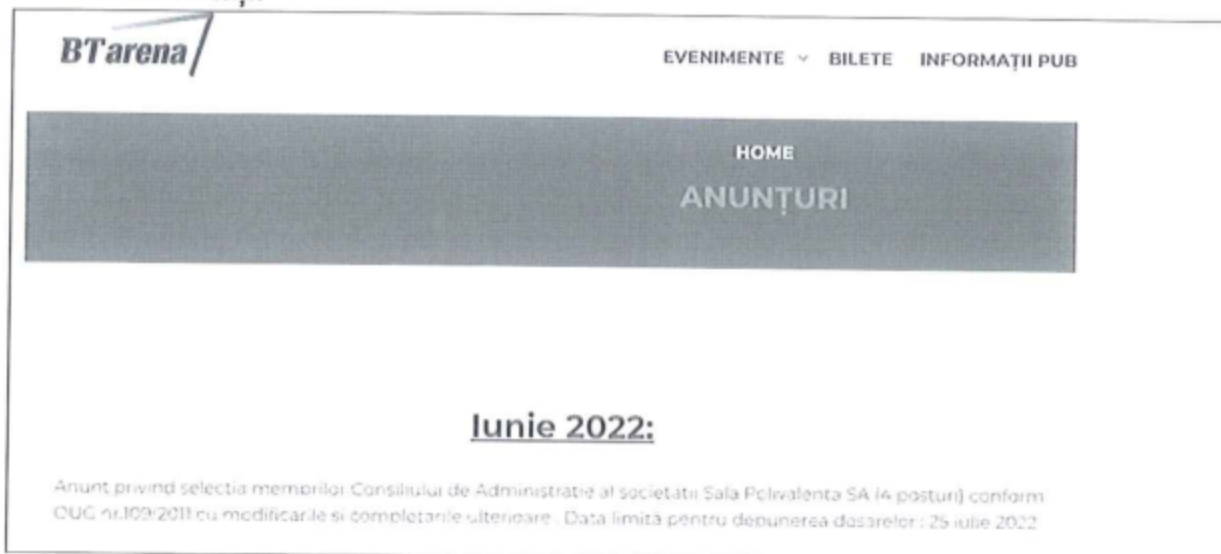 BTarena
EVENIMENTE BILETE INFORMAȚII PUB
HOME
ANUNȚURI
Iunie 2022:
Anunt privind selectia membrilor Consiliului de Administratie al societatii Sala Polivalenta SA (4 posturi) conform
OUG nr.109/2011 cu modificarile si completarile ulterioare . Data limită pentru depunerea dosarelor : 25 iulie 2022